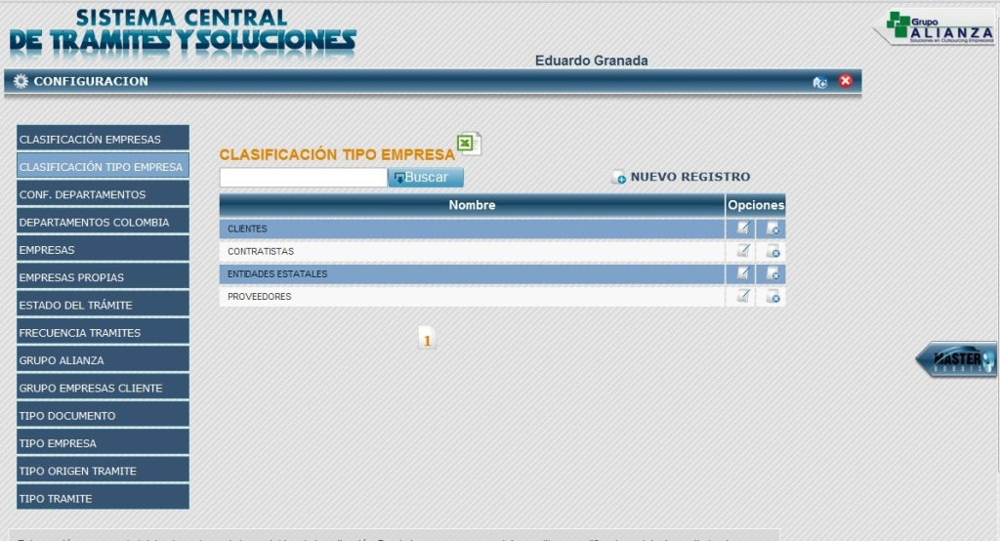 SISTEMA CENTRAL
DE TRAMITES Y SOLUCIONES
Grupo
ALIANZA
Soluciones en Outsourcing Empresarial
Eduardo Granada
CONFIGURACION
CLASIFICACIÓN EMPRESAS
CLASIFICACIÓN TIPO EMPRESA
CONF. DEPARTAMENTOS
DEPARTAMENTOS COLOMBIA
EMPRESAS
EMPRESAS PROPIAS
ESTADO DEL TRÁMITE
FRECUENCIA TRAMITES
GRUPO ALIANZA
GRUPO EMPRESAS CLIENTE
TIPO DOCUMENTO
TIPO EMPRESA
TIPO ORIGEN TRAMITE
TIPO TRAMITE
CLASIFICACIÓN TIPO EMPRESA
Buscar
NUEVO REGISTRO
Nombre Opciones
CLIENTES
CONTRATISTAS
ENTIDADES ESTATALES
PROVEEDORES
1
MASTER